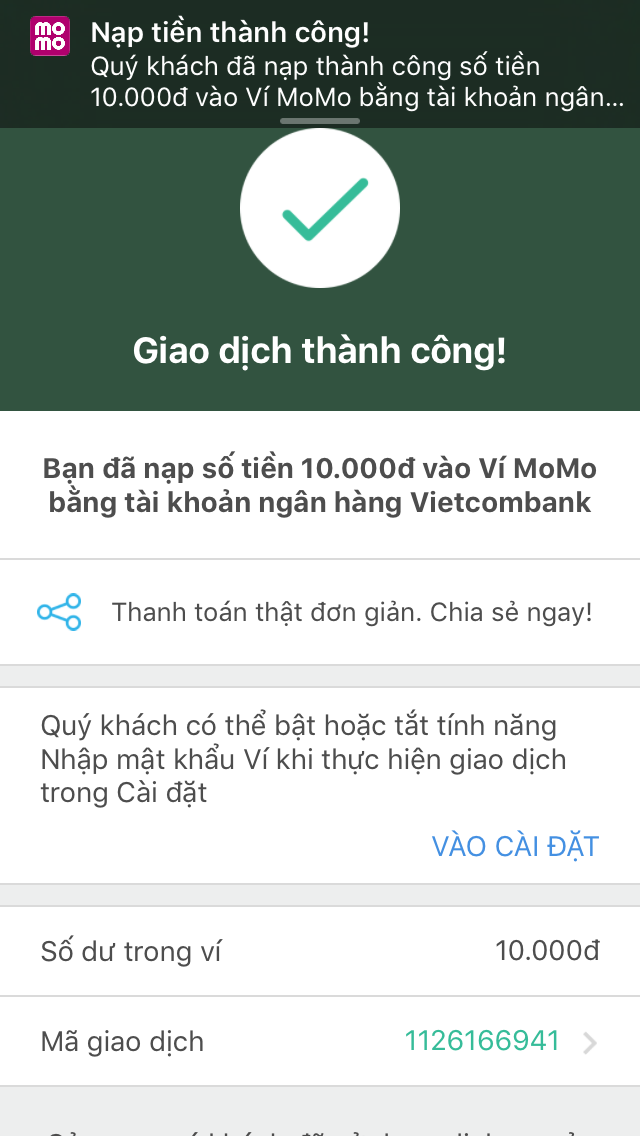 mo
mo
Nạp tiền thành công!
Quý khách đã nạp thành công số tiền
10.000đ vào Ví MoMo bằng tài khoản ngân...
Giao dịch thành công!
Bạn đã nạp số tiền 10.000đ vào Ví MoMo
bằng tài khoản ngân hàng Vietcombank
Thanh toán thật đơn giản. Chia sẻ ngay!
Quý khách có thể bật hoặc tắt tính năng
Nhập mật khẩu Ví khi thực hiện giao dịch
trong Cài đặt
VÀO CÀI ĐẶT
Số dư trong ví 10.000đ
Mã giao dịch 1126166941